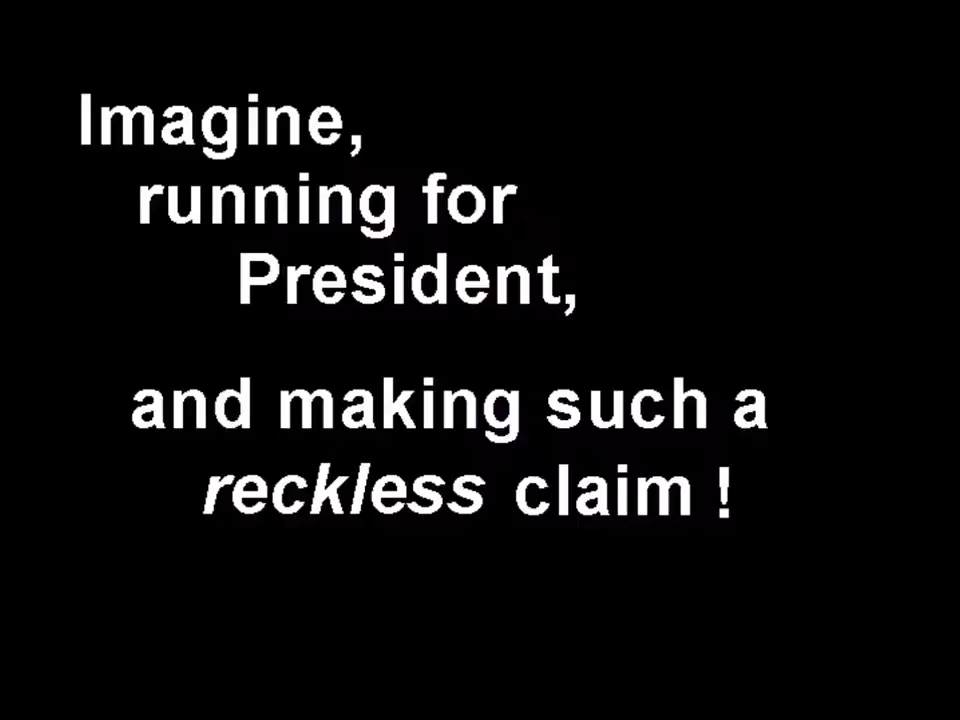 Imagine,
running for
President,
and making such a
reckless claim !